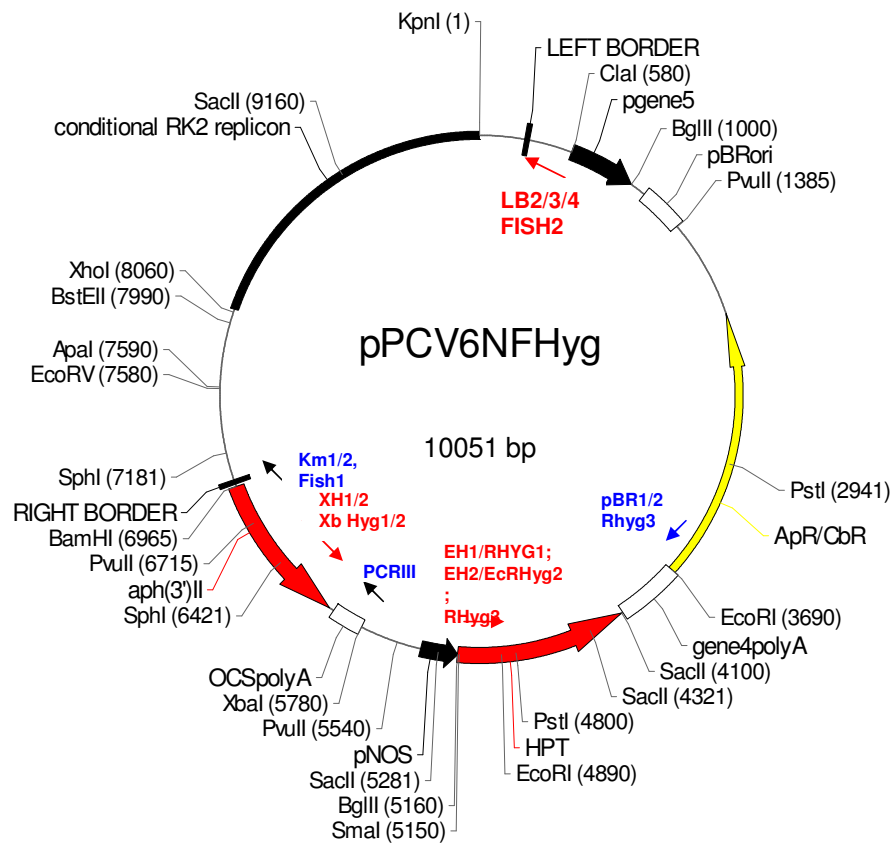 KpnI (1)
LEFT BORDER
ClaI (580)
pgene5
BglII (1000)
pBRori
PvuII (1385)
SacII (9160)
conditional RK2 replicon
LB2/3/4
FISH2
XhoI (8060)
BstEII (7990)
ApaI (7590)
EcoRV (7580)
pPCV6NFHyg
10051 bp
SphI (7181)
RIGHT BORDER
BamHI (6965)
PvuII (6715)
aph(3')II
SphI (6421)
Km1/2,
Fish1
XH1/2
Xb Hyg1/2
PCRIII
EH1/RHYG1;
EH2/EcRHyg2
;
RHyg3
pBR1/2
Rhyg3
PstI (2941)
ApR/CbR
EcoRI (3690)
gene4polyA
SacII (4100)
SacII (4321)
OCSpolyA
XbaI (5780)
PvuII (5540)
pNOS
SacII (5281)
BglII (5160)
SmaI (5150)
PstI (4800)
HPT
EcoRI (4890)